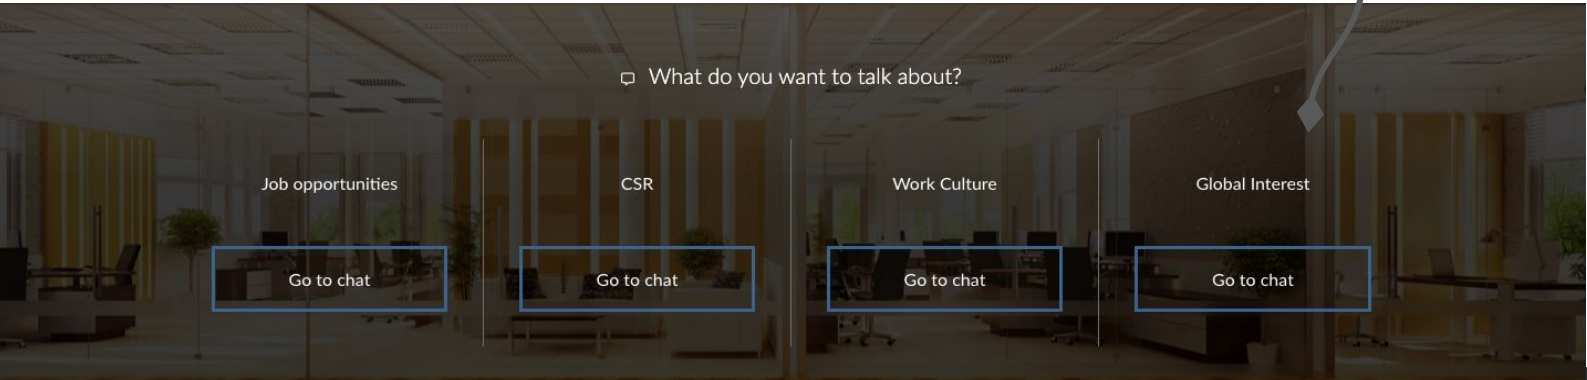 What do you want to talk about?
Job opportunities
CSR
Work Culture
Global Interest
Go to chat
Go to chat
Go to chat
Go to chat